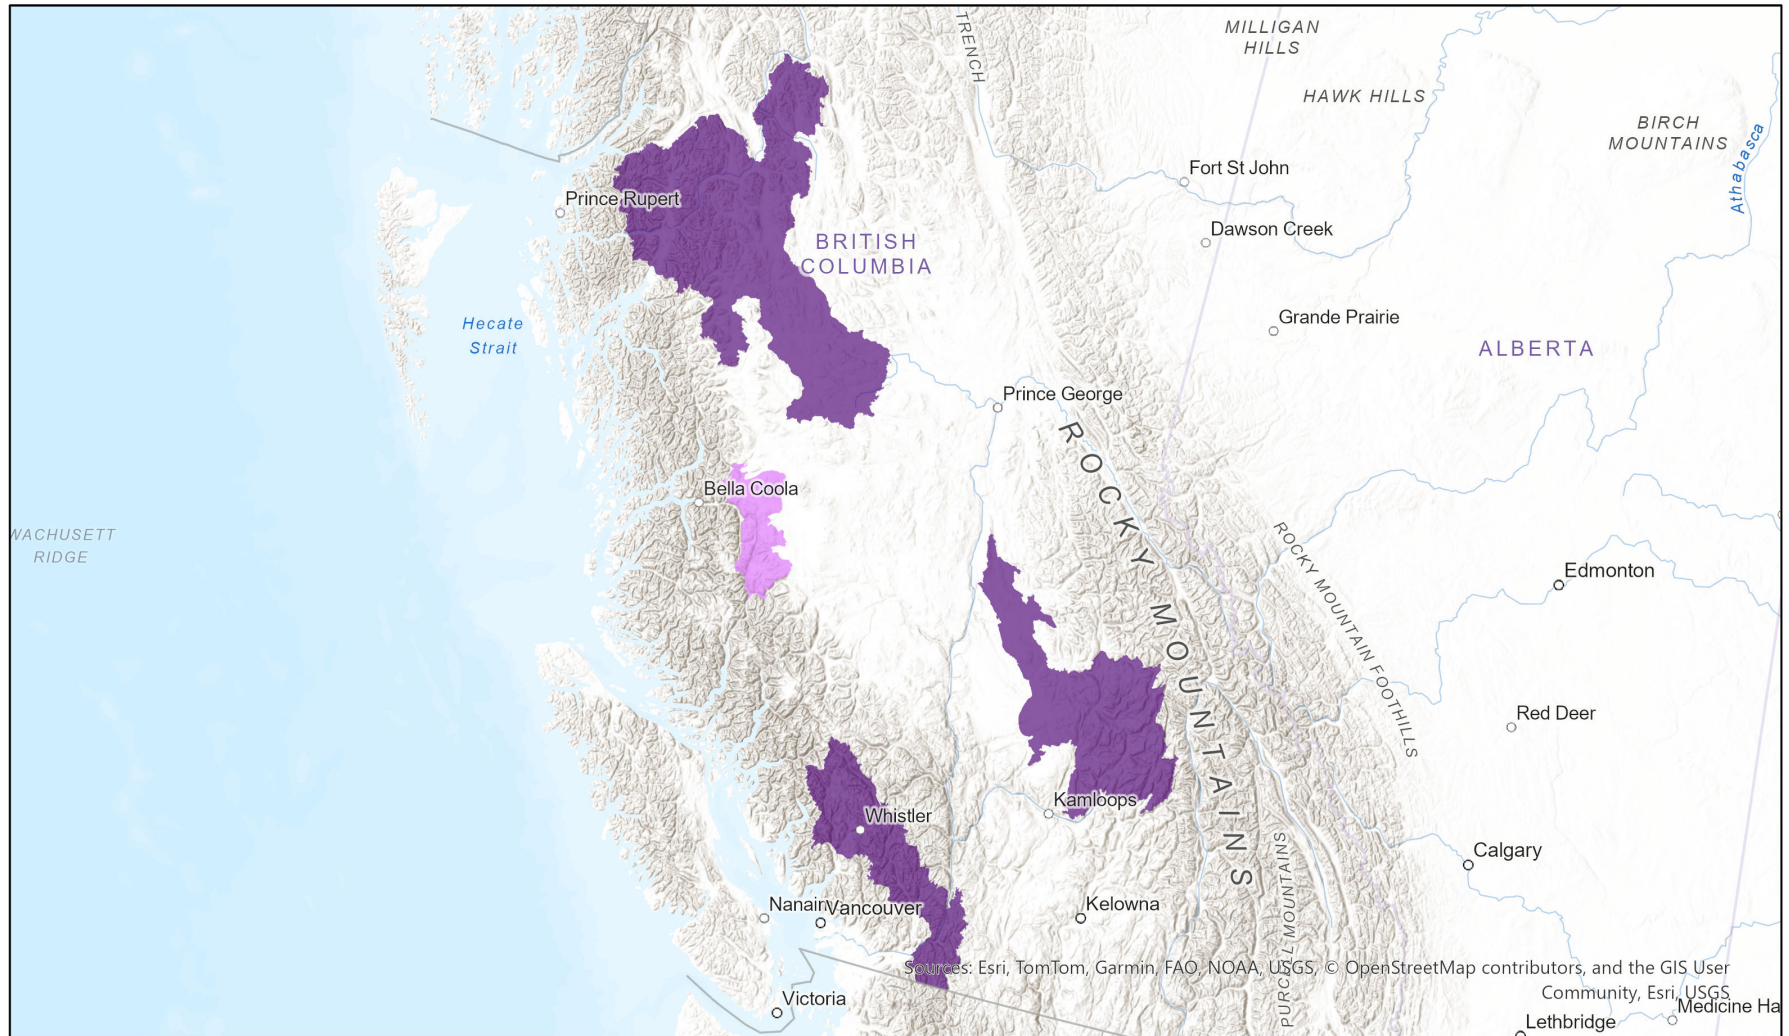 TRENCH
MILLIGAN
HILLS
HAWK HILLS
BIRCH
MOUNTAINS
Athabasca
Fort St John
Prince Rupert
Dawson Creek
BRITISH
COLUMBIA
Hecate
Strait
Grande Prairie
ALBERTA
Prince George
ROCKY MOUNTAINS
Bella Coola
WACHUSETT
RIDGE
ROCKY MOUNTAIN FOOTHILLS
Edmonton
Red Deer
Kamloops
Whistler
PURCELL MOUNTAINS
Calgary
Nanaim
Vancouver
Kelowna
Sources: Esri, TomTom, Garmin, FAO, NOAA, USGS, © OpenStreetMap contributors, and the GIS User
Community, Esri, USGS
Victoria
Medicine Ha
Lethbridge